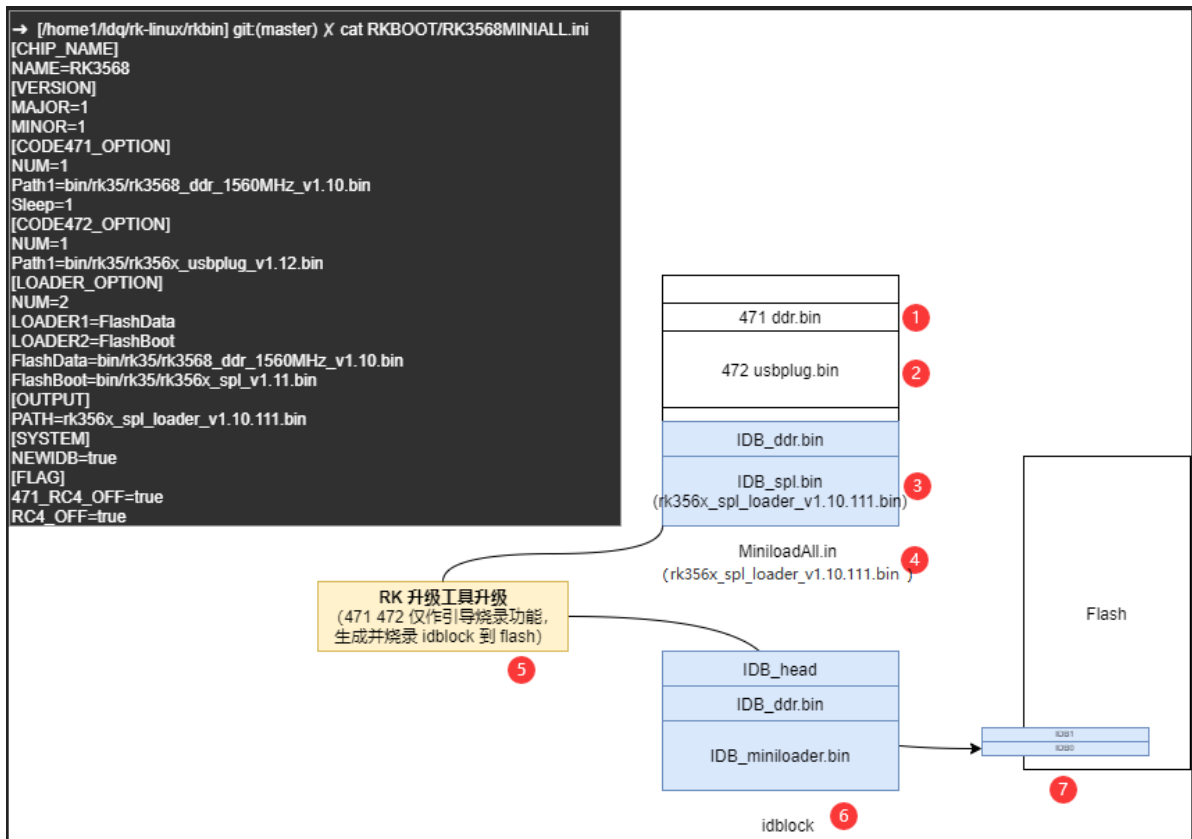 → [/home1/ldq/rk-linux/rkbin] git:(master) ✗ cat RKBOOT/RK3568MINIALL.ini
[CHIP_NAME]
NAME=RK3568
[VERSION]
MAJOR=1
MINOR=1
[CODE471_OPTION]
NUM=1
Path1=bin/rk35/rk3568_ddr_1560MHz_v1.10.bin
Sleep=1
[CODE472_OPTION]
NUM=1
Path1=bin/rk35/rk356x_usbplug_v1.12.bin
[LOADER_OPTION]
NUM=2
LOADER1=FlashData
LOADER2=FlashBoot
FlashData=bin/rk35/rk3568_ddr_1560MHz_v1.10.bin
FlashBoot=bin/rk35/rk356x_spl_v1.11.bin
[OUTPUT]
PATH=rk356x_spl_loader_v1.10.111.bin
[SYSTEM]
NEWIDB=true
[FLAG]
471_RC4_OFF=true
RC4_OFF=true
471 ddr.bin
1
472 usbplug.bin
2
IDB_ddr.bin
IDB_spl.bin
(rk356x_spl_loader_v1.10.111.bin)
3
MiniloadAll.in
(rk356x_spl_loader_v1.10.111.bin )
4
RK 升级工具升级
(471 472 仅作引导烧录功能,
生成并烧录 idblock 到 flash)
5
IDB_head
IDB_ddr.bin
IDB_miniloader.bin
6
idblock
Flash
IDB1
IDB0
7